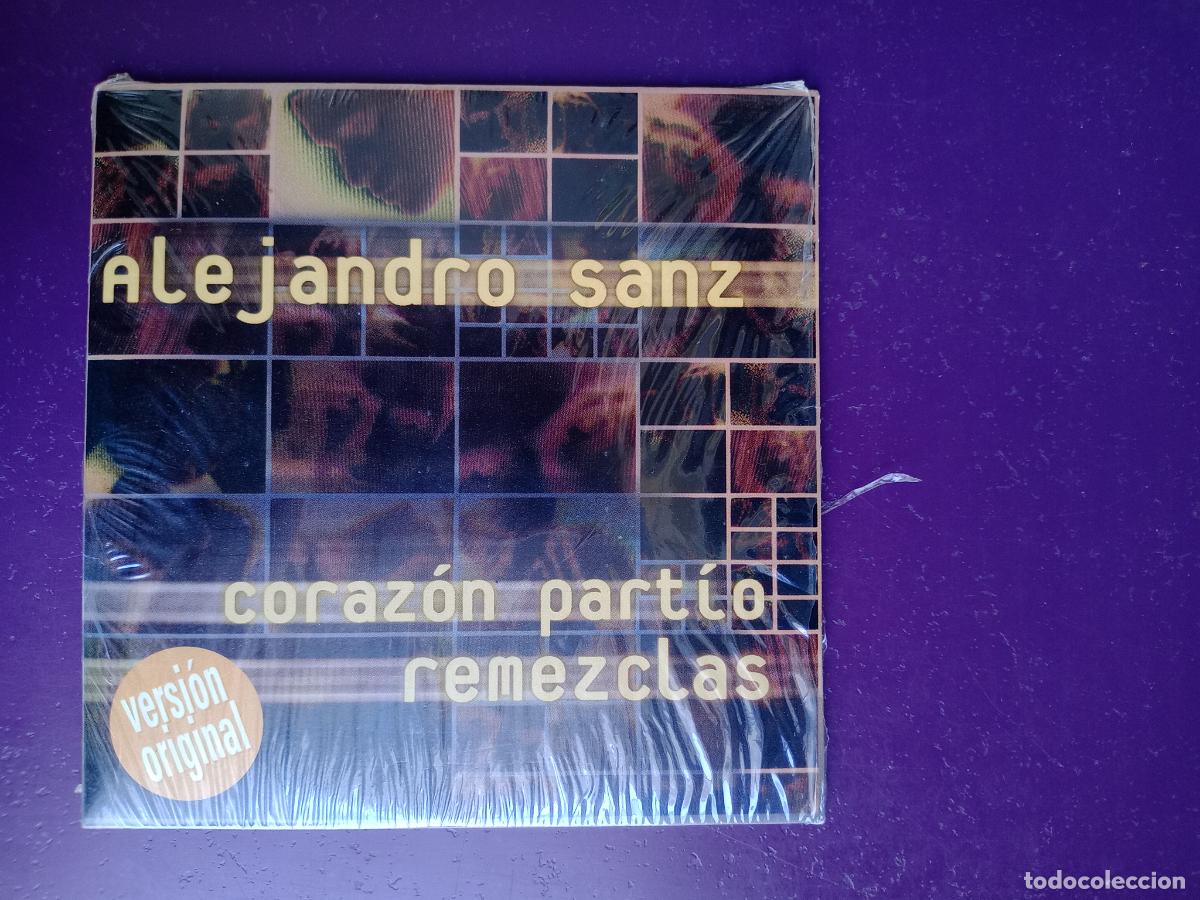 Alejandro sanz
corazón partío
remezclas
versión
+
original
todocoleccion